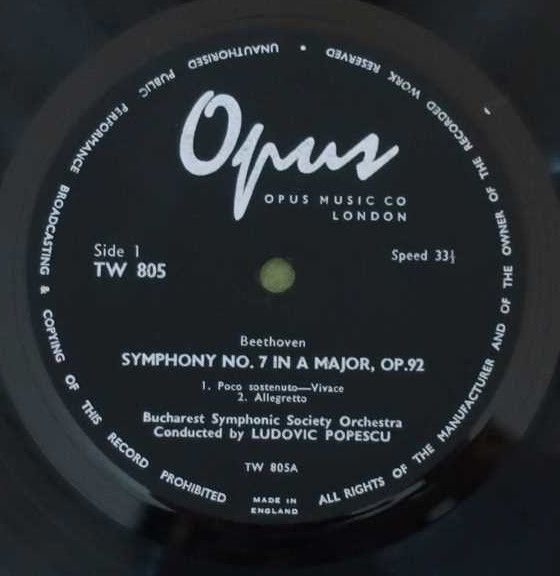 Opus
OPUS MUSIC CO
LONDON
Side 1
TW 805
Speed 33⅓
Beethoven
SYMPHONY NO. 7 IN A MAJOR, OP.92
1. Poco sostenuto—Vivace
2. Allegretto
Bucharest Symphonic Society Orchestra
Conducted by LUDOVIC POPESCU
TW 805A
MADE IN
ENGLAND
ALL RIGHTS OF THE MANUFACTURER AND OF THE OWNER OF THE RECORDED WORK RESERVED • UNAUTHORISED PUBLIC PERFORMANCE BROADCASTING & COPYING OF THIS RECORD PROHIBITED